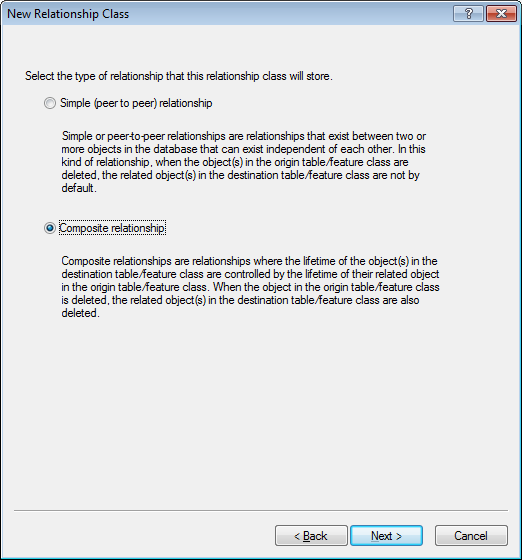 New Relationship Class
?
Select the type of relationship that this relationship class will store.
Simple (peer to peer) relationship
Simple or peer-to-peer relationships are relationships that exist between two or
more objects in the database that can exist independent of each other. In this
kind of relationship, when the object(s) in the origin table/feature class are
deleted, the related object(s) in the destination table/feature class are not by
default.
Composite relationship
Composite relationships are relationships where the lifetime of the object(s) in the
destination table/feature class are controlled by the lifetime of their related object
in the origin table/feature class. When the object in the origin table/feature class
is deleted, the related object(s) in the destination table/feature class are also
deleted.
< Back
Next >
Cancel